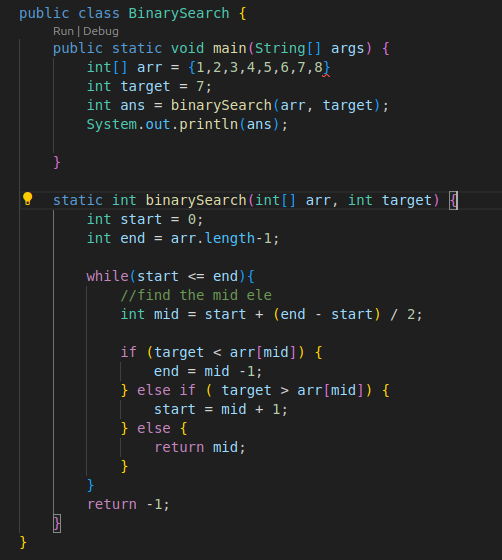 public class BinarySearch {
Run | Debug
public static void main(String[] args) {
int[] arr = {1,2,3,4,5,6,7,8}
int target = 7;
int ans = binarySearch(arr, target);
System.out.println(ans);
}
static int binarySearch(int[] arr, int target) {
int start = 0;
int end = arr.length-1;
while(start <= end){
//find the mid ele
int mid = start + (end - start) / 2;
if (target < arr[mid]) {
end = mid -1;
} else if ( target > arr[mid]) {
start = mid + 1;
} else {
return mid;
}
}
return -1;
}
}